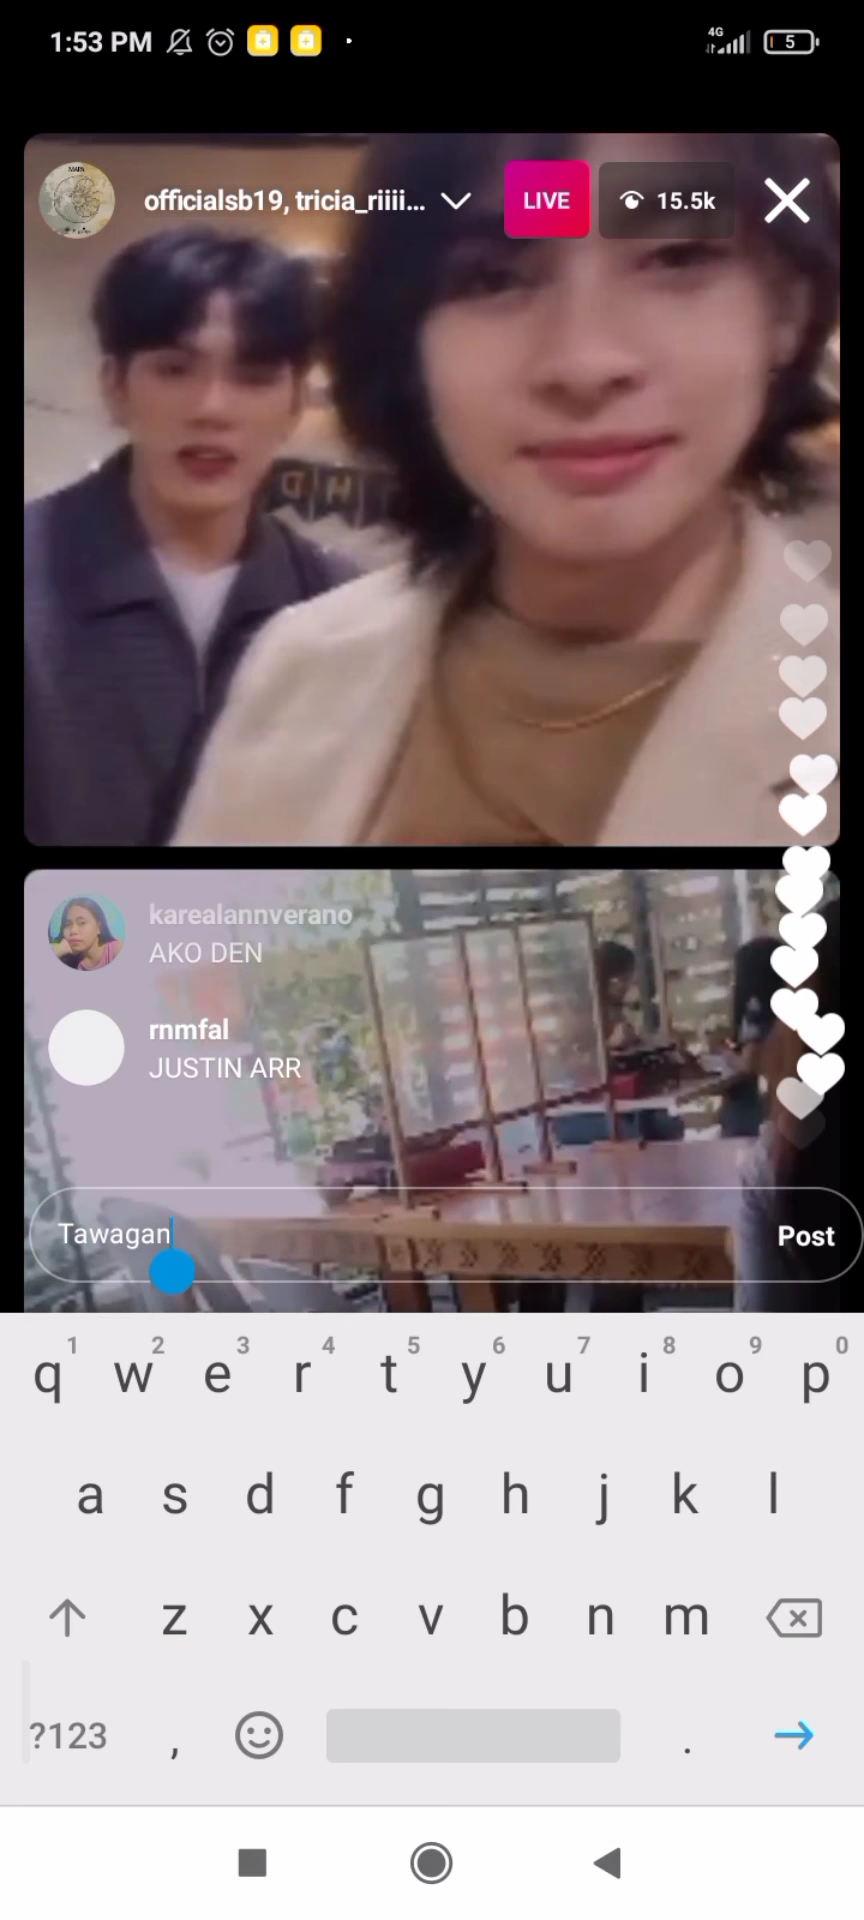 1:53 PM
4G
5
officialsb19, tricia_riiii...
LIVE
15.5k
karealannverano
AKO DEN
rnmfal
JUSTIN ARR
Tawagan
Post
1 2 3 4 5 6 7 8 9 0
q w e r t y u i o p
a s d f g h j k l
z x c v b n m
?123 , .